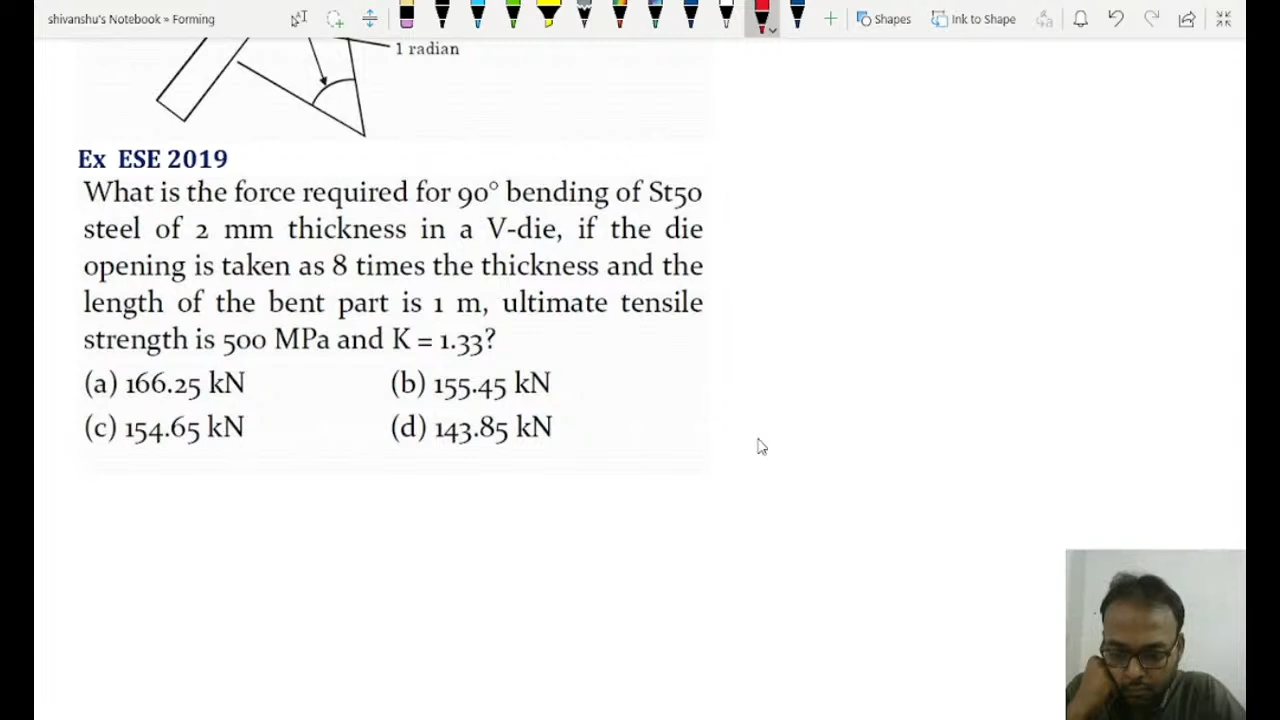 shivanshu's Notebook » Forming
Shapes
Ink to Shape
1 radian
Ex ESE 2019
What is the force required for 90° bending of St50
steel of 2 mm thickness in a V-die, if the die
opening is taken as 8 times the thickness and the
length of the bent part is 1 m, ultimate tensile
strength is 500 MPa and K = 1.33?
(a) 166.25 kN (b) 155.45 kN
(c) 154.65 kN (d) 143.85 kN